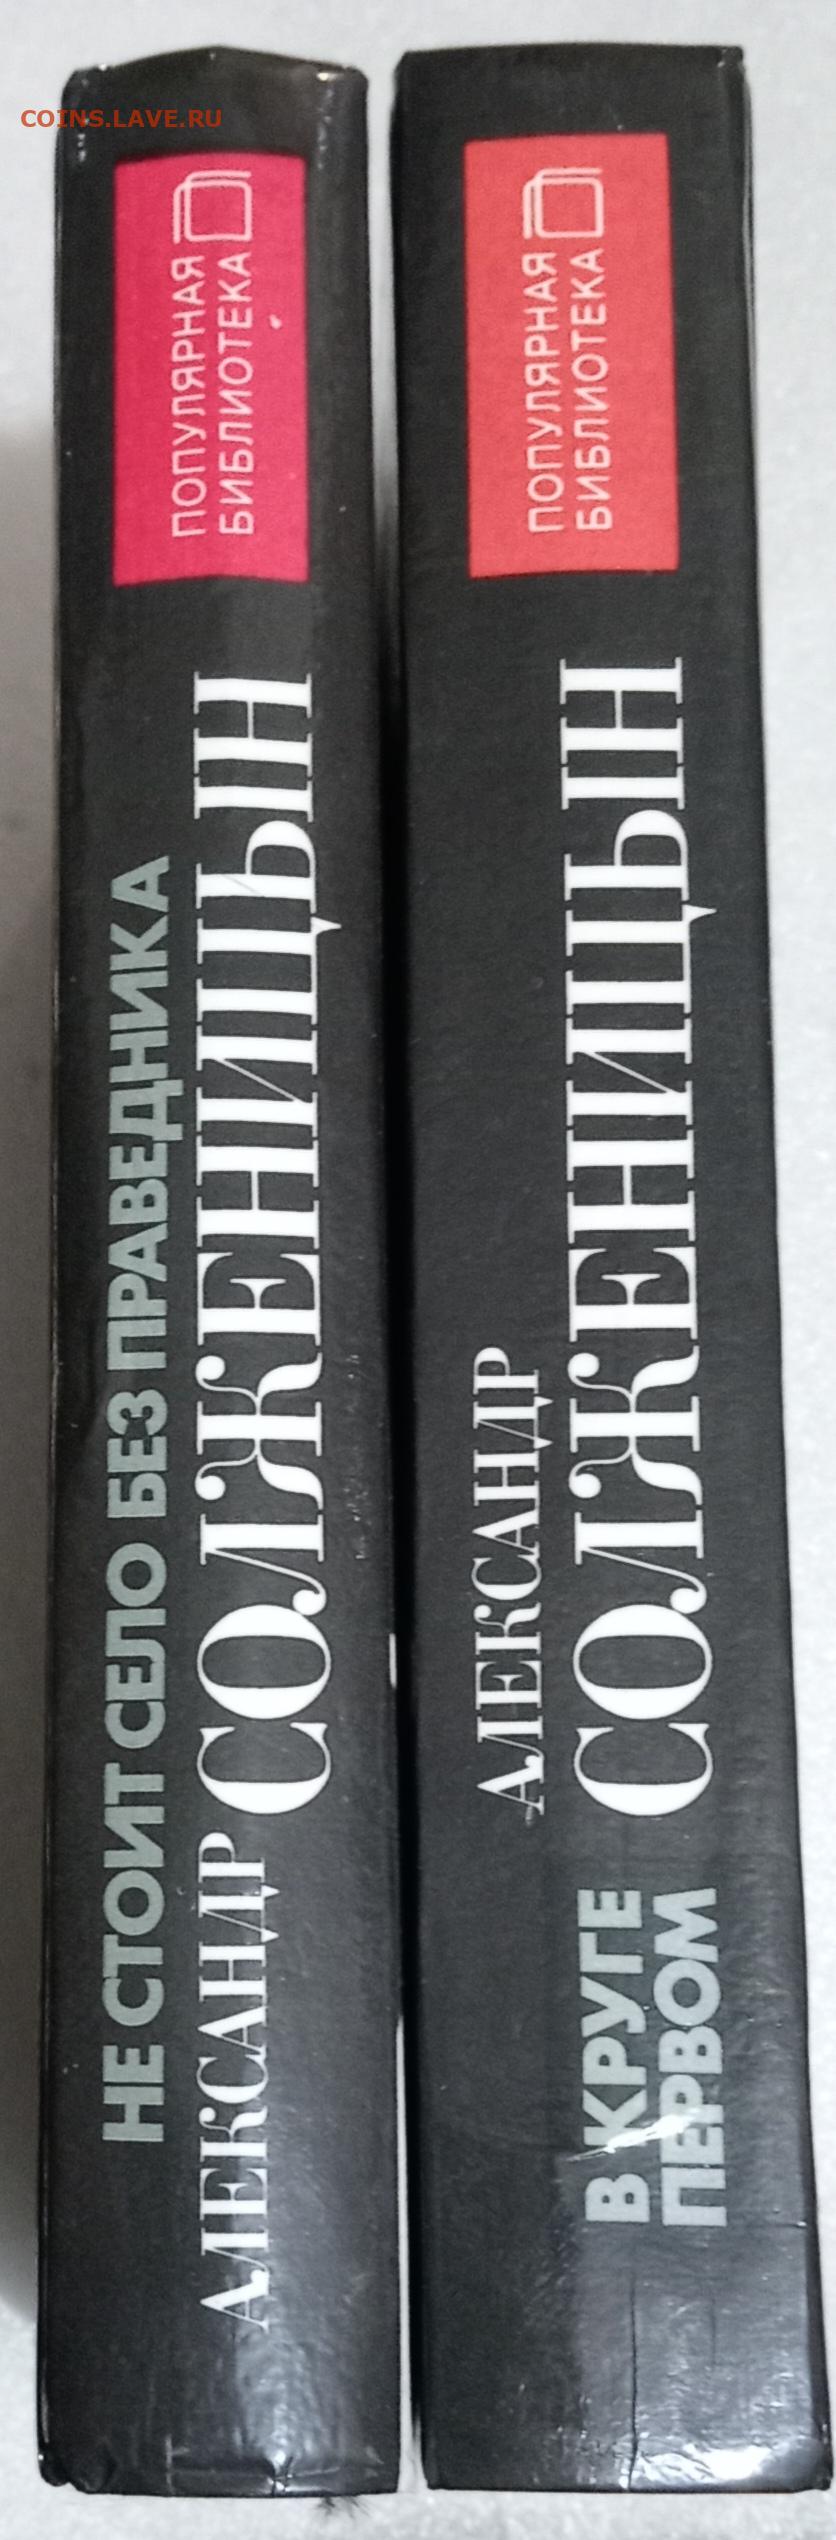 COINS.LAVE.RU
НЕ СТОИТ СЕЛО БЕЗ ПРАВЕДНИКА
АЛЕКСАНДР СОЛЖЕНИЦЫН
ПОПУЛЯРНАЯ
БИБЛИОТЕКА
В КРУГЕ
ПЕРВОМ
АЛЕКСАНДР
СОЛЖЕНИЦЫН
ПОПУЛЯРНАЯ
БИБЛИОТЕКА